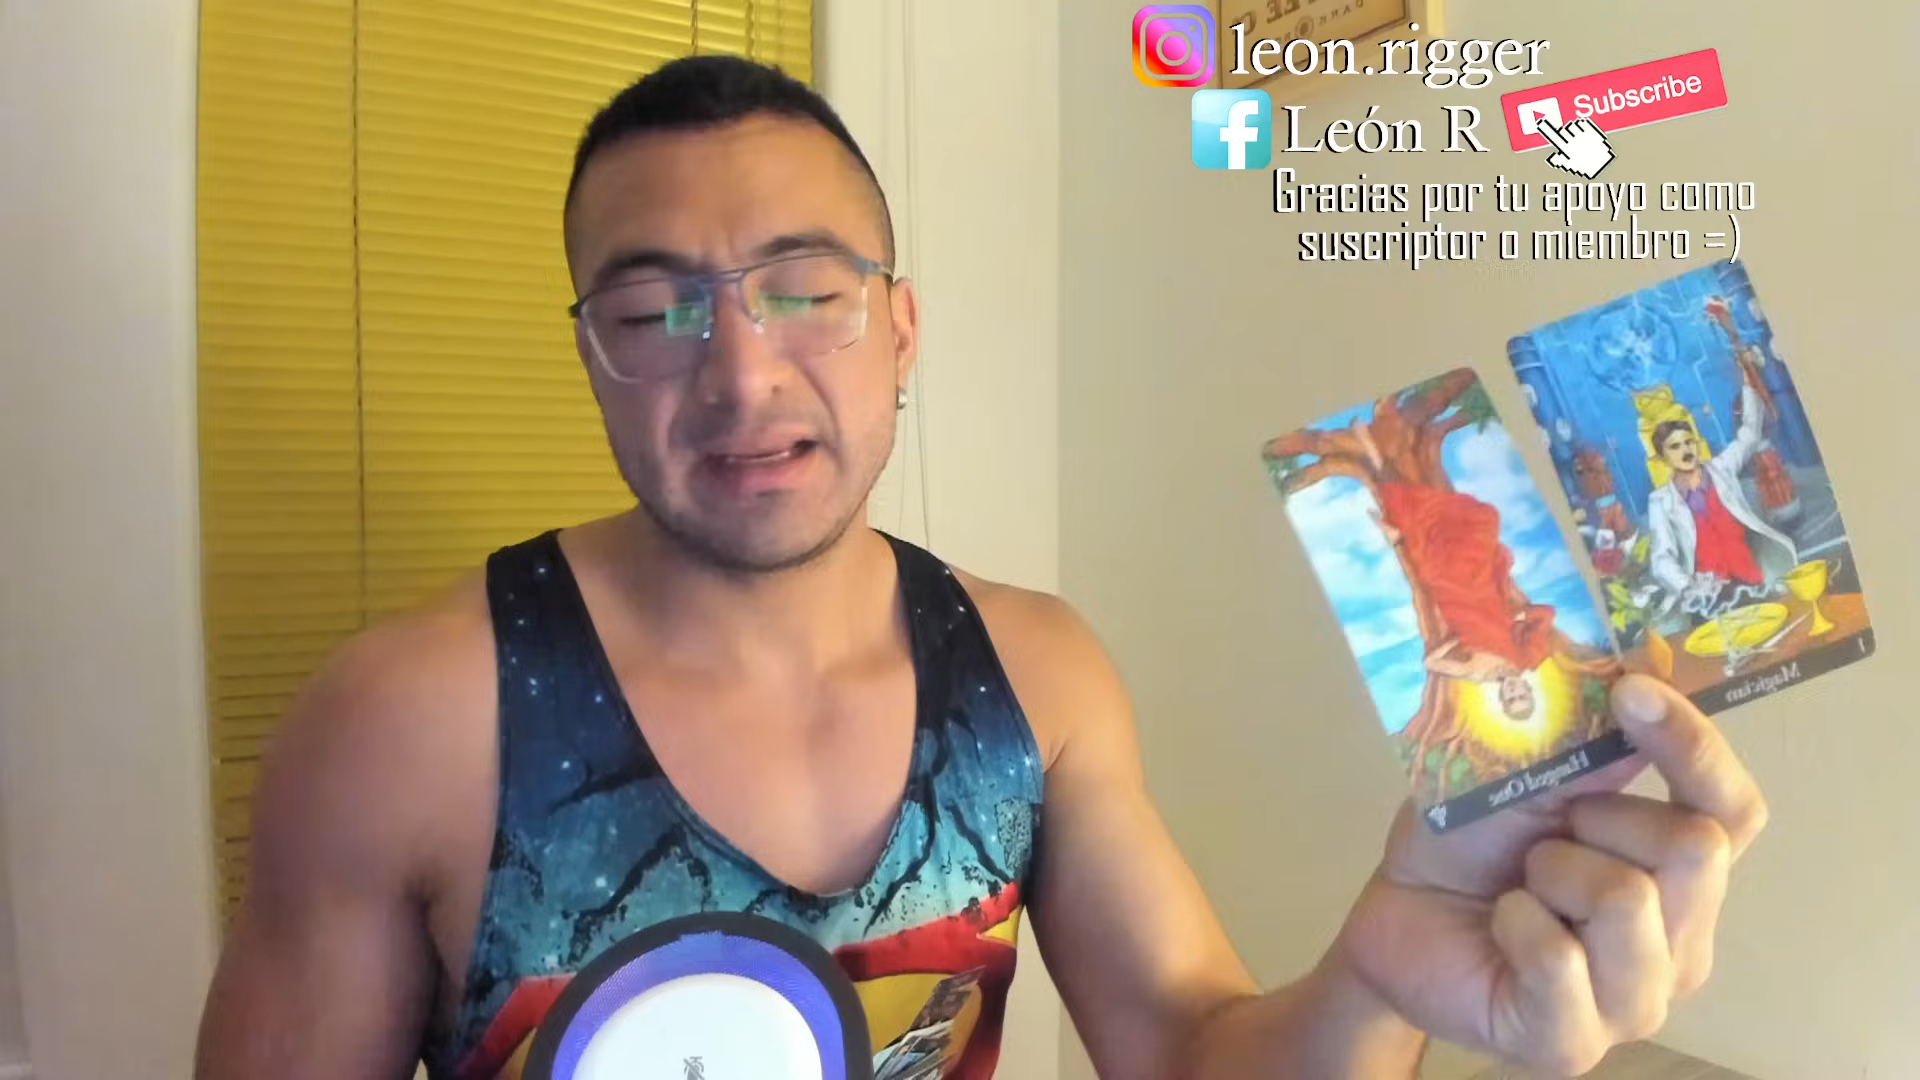 leon.rigger
León R
Subscribe
Gracias por tu apoyo como
suscriptor o miembro =)
Magician
I
Hanged One